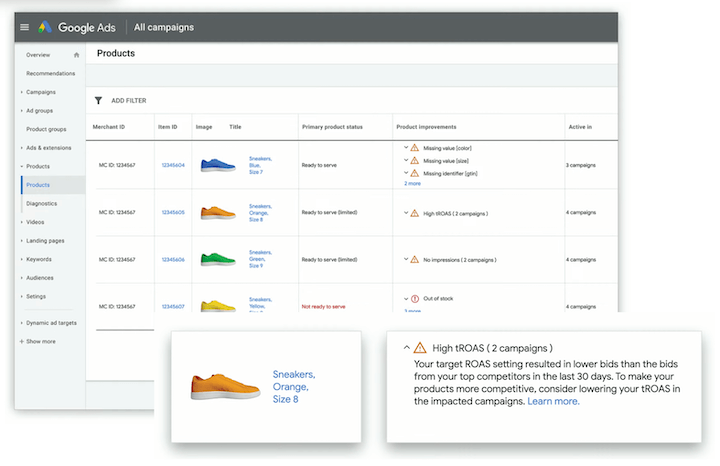 Google Ads
All campaigns
Overview
Recommendations
Campaigns
Ad groups
Product groups
Ads & extensions
Products
Products
Diagnostics
Videos
Landing pages
Keywords
Audiences
Setings
Dynamic ad targets
Show more
Products
ADD FILTER
Merchant ID Item ID Image Title Primary product status Product improvements Active in
MC ID: 1234567 12345604 Sneakers, Ready to serve Missing value [color] 3 campaigns
Blue, Missing value [size]
Size 7 Missing identifier [gtin]
2 more
MC ID: 1234567 12345605 Sneakers, Ready to serve (limited) High tROAS ( 2 campaigns ) 4 campaigns
Orange,
Size 8
MC ID: 1234567 12345606 Sneakers, Ready to serve (limited) No impressions ( 2 campaigns ) 4 campaigns
Green,
Size 9
MC ID: 1234567 12345607 Sneakers, Not ready to serve Out of stock 4 campaigns
Yellow,
Sneakers,
Orange,
Size 8
High tROAS ( 2 campaigns )
Your target ROAS setting resulted in lower bids than the bids
from your top competitors in the last 30 days. To make your
products more competitive, consider lowering your tROAS in
the impacted campaigns. Learn more.